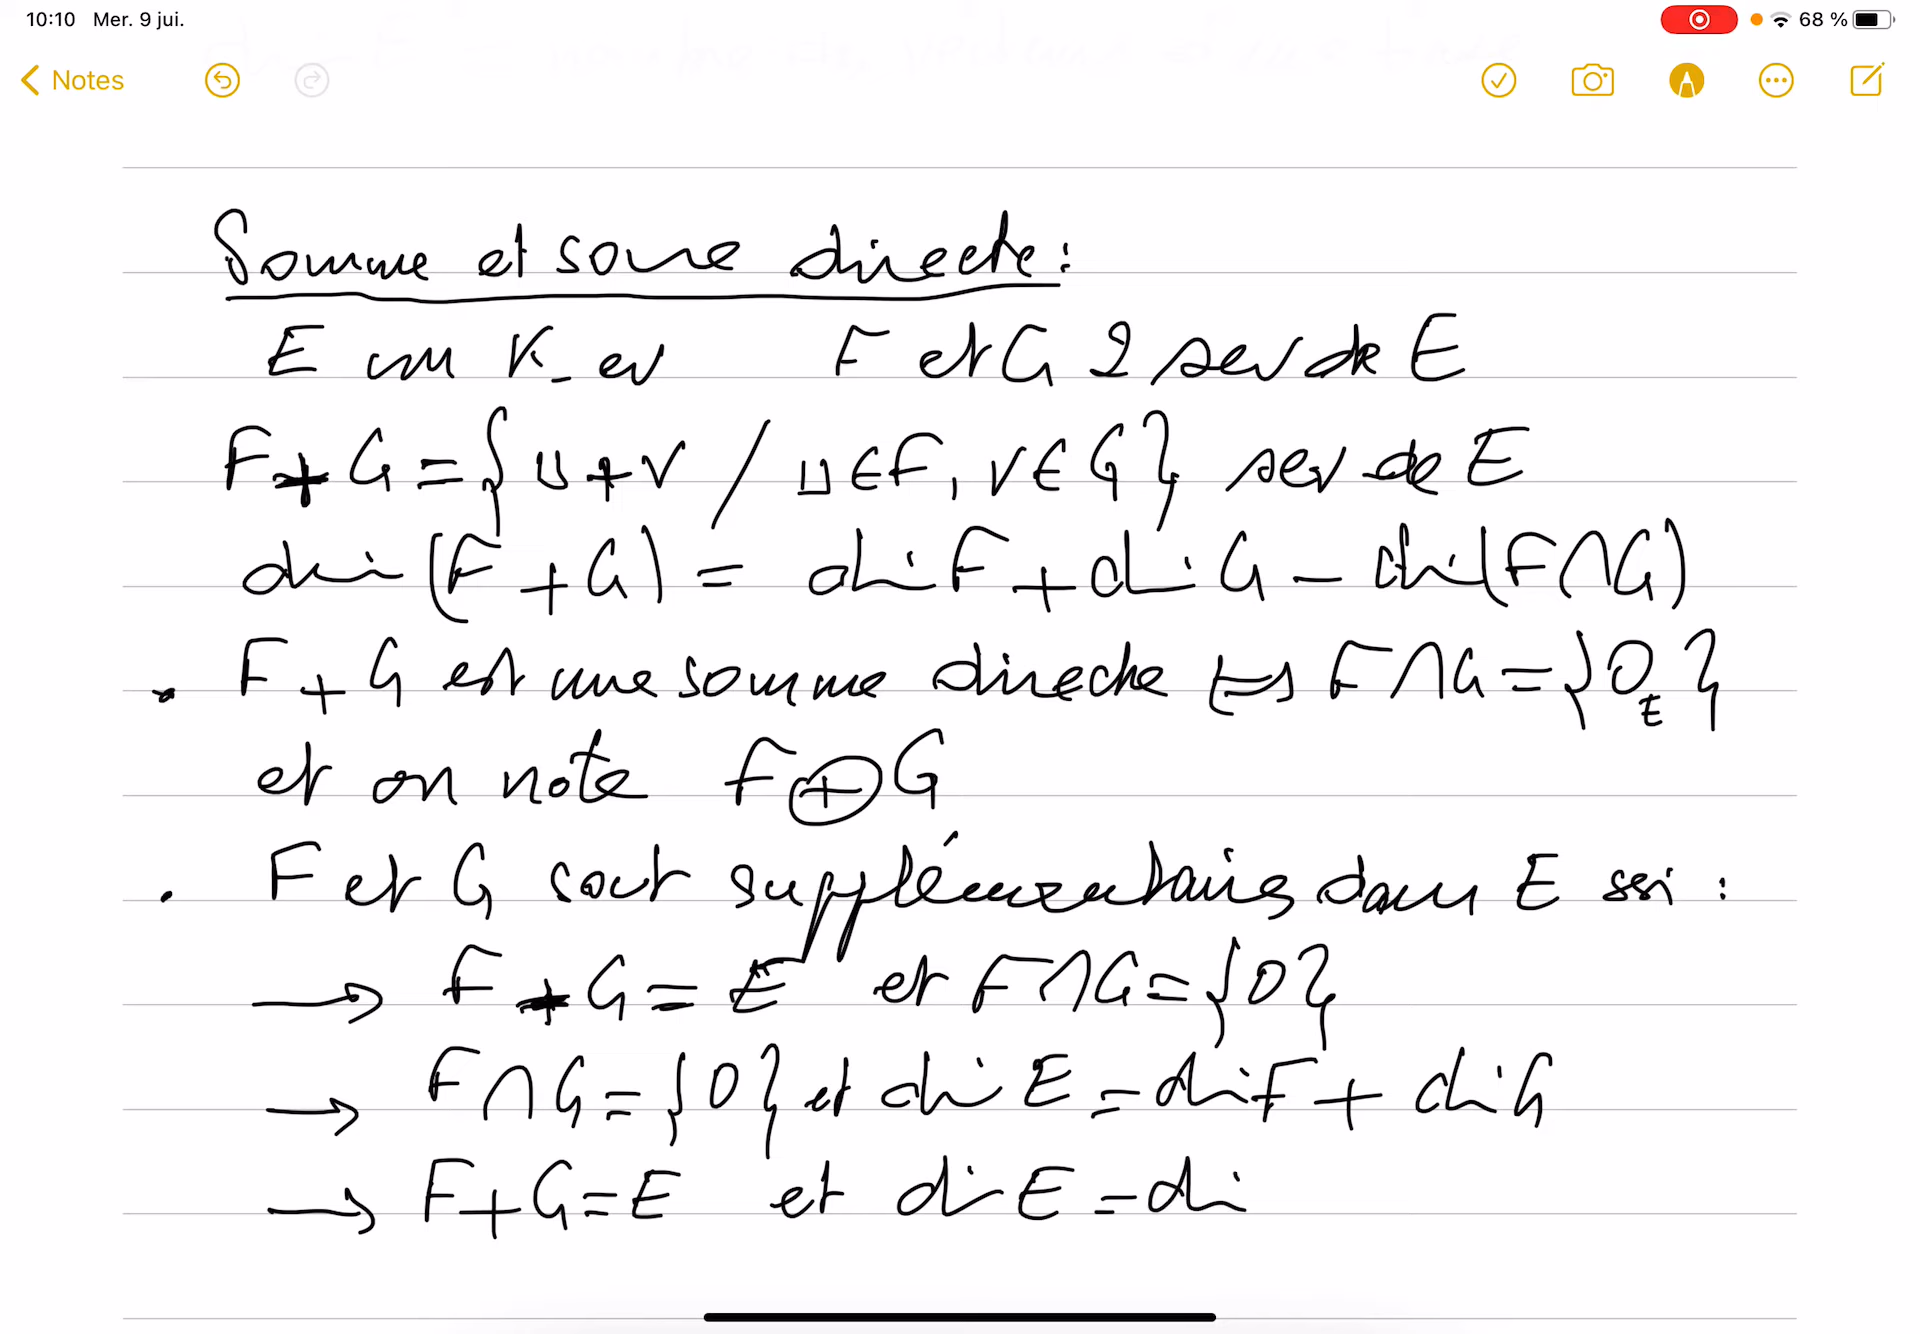 10:10 Mer. 9 jui. 68 %
Notes
Somme et some directe :
E un K_ev F et G 2 sev de E
F+G={u+v / u∈F, v∈G} sev de E
dim(F+G) = dim F + dim G - dim(F∩G)
• F+G est une somme directe ⟺ F∩G={0_E}
et on note F⊕G
• F et G sont supplémentaires dans E ssi :
→ F+G=E et F∩G={0}
→ F∩G={0} et dim E = dim F + dim G
→ F+G=E et dim E = di